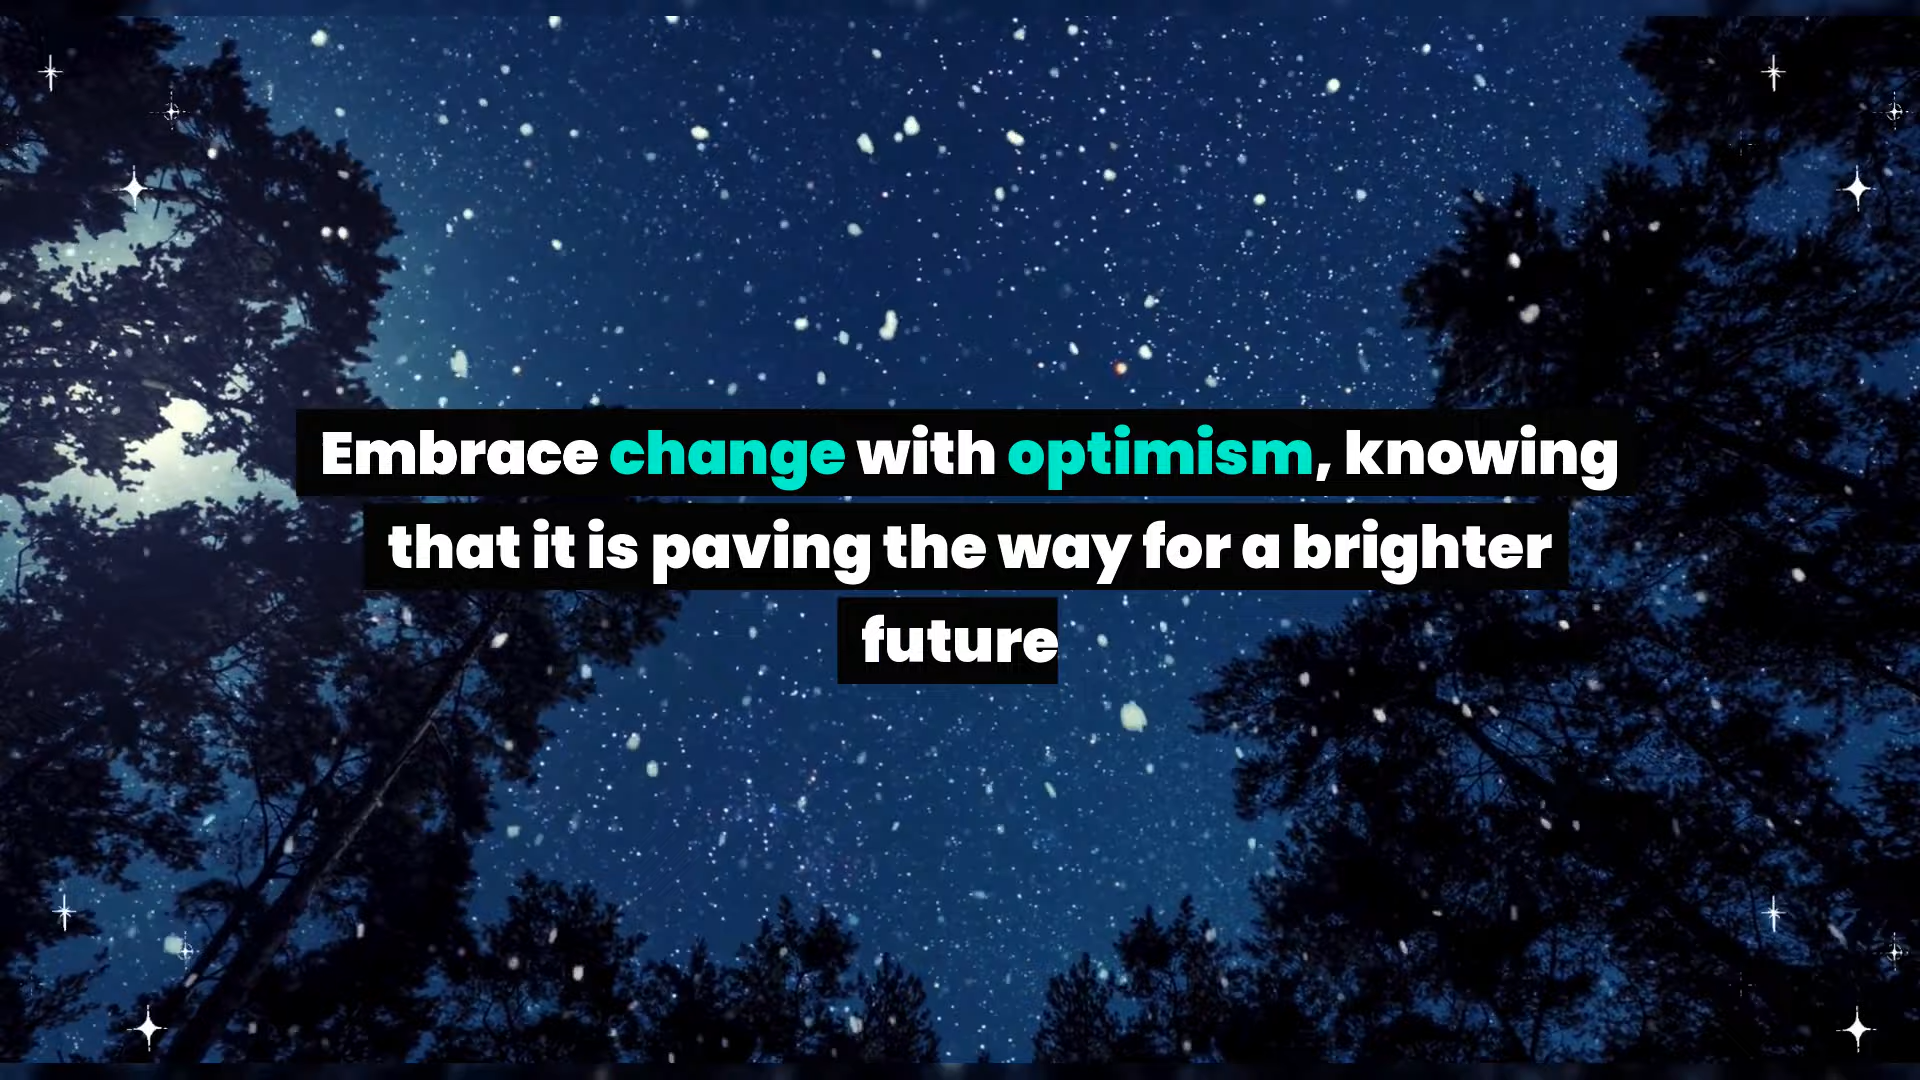 Embrace change with optimism, knowing
that it is paving the way for a brighter
future